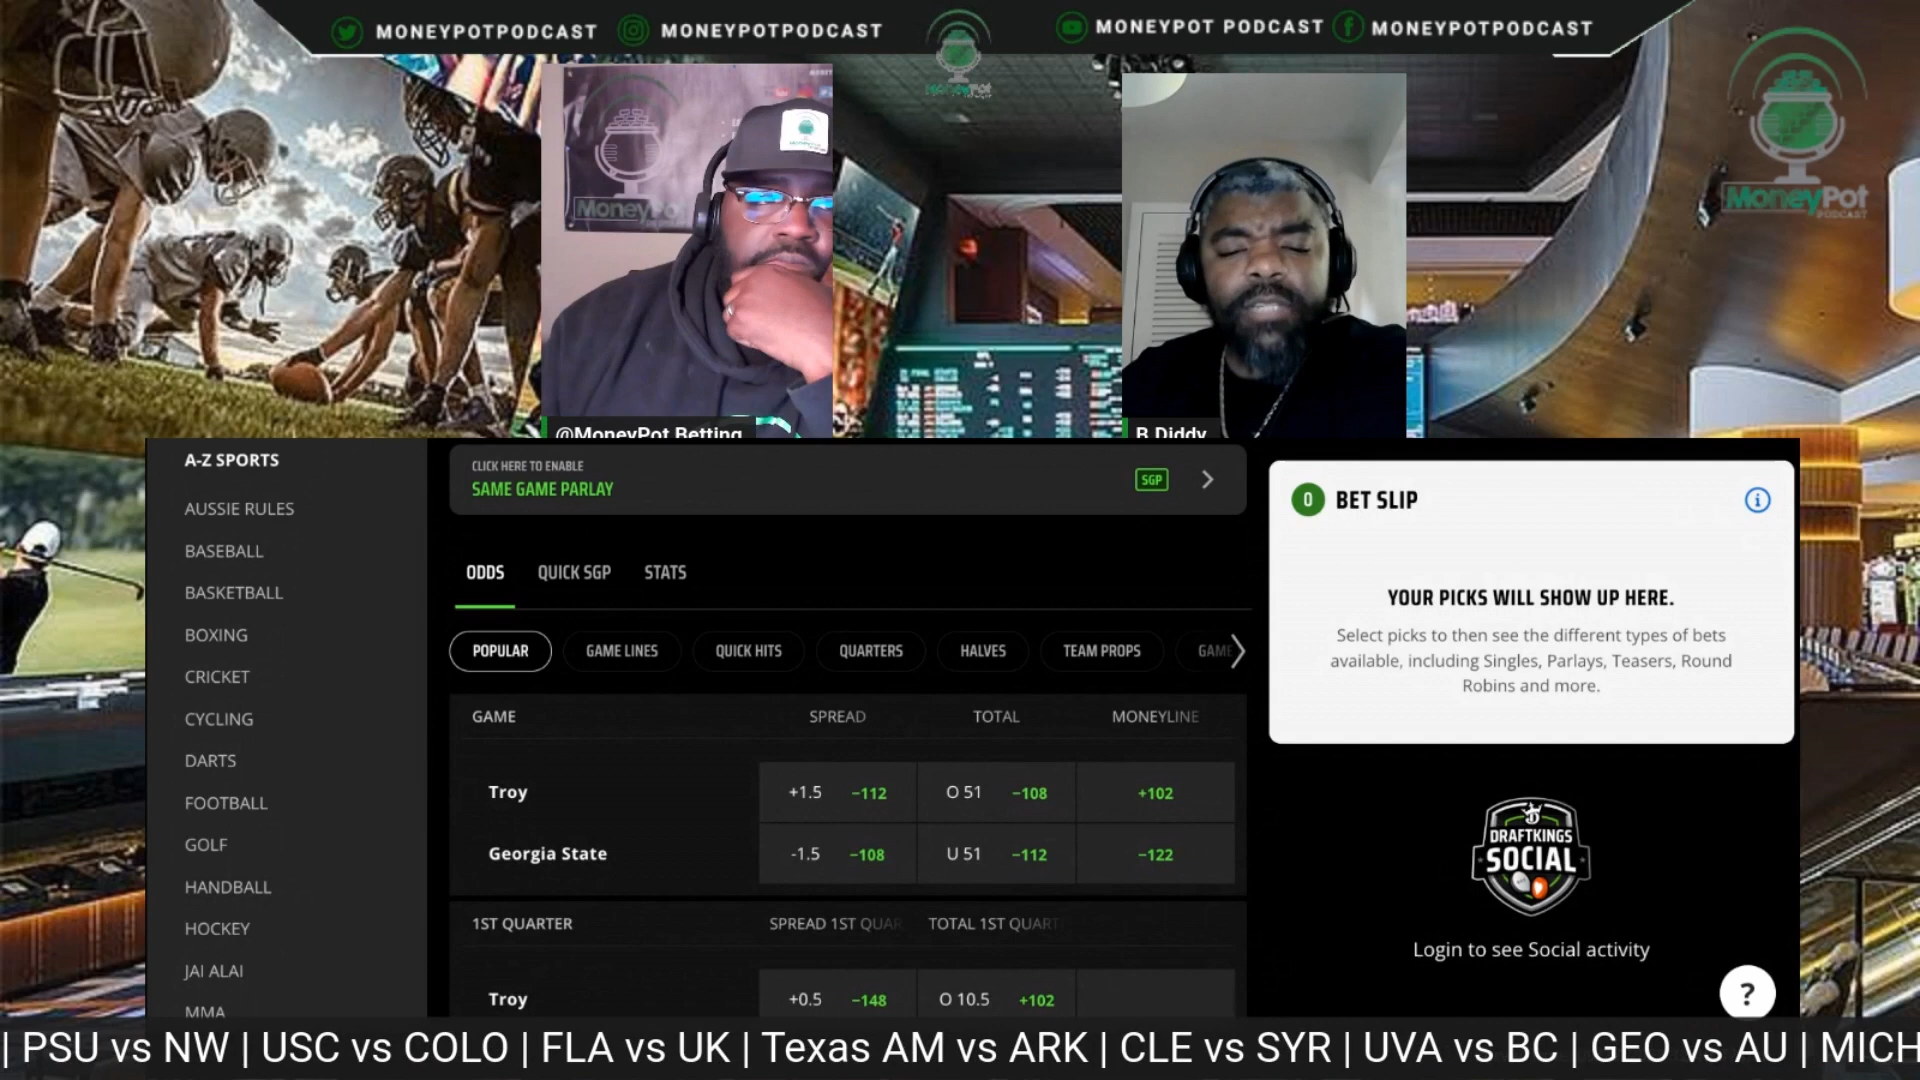 MONEYPOTPODCAST
MONEYPOTPODCAST
MONEYPOT PODCAST
MONEYPOTPODCAST
MoneyPot
MoneyPot
PODCAST
@MoneyPot Betting
B Diddy
A-Z SPORTS
AUSSIE RULES
BASEBALL
BASKETBALL
BOXING
CRICKET
CYCLING
DARTS
FOOTBALL
GOLF
HANDBALL
HOCKEY
JAI ALAI
MMA
CLICK HERE TO ENABLE
SAME GAME PARLAY
SGP
ODDS QUICK SGP STATS
POPULAR GAME LINES QUICK HITS QUARTERS HALVES TEAM PROPS GAME
GAME SPREAD TOTAL MONEYLINE
Troy +1.5 −112 O 51 −108 +102
Georgia State -1.5 −108 U 51 −112 −122
1ST QUARTER SPREAD 1ST QUAR TOTAL 1ST QUART
Troy +0.5 −148 O 10.5 +102
0 BET SLIP
YOUR PICKS WILL SHOW UP HERE.
Select picks to then see the different types of bets
available, including Singles, Parlays, Teasers, Round
Robins and more.
DRAFTKINGS
SOCIAL
Login to see Social activity
?
| PSU vs NW | USC vs COLO | FLA vs UK | Texas AM vs ARK | CLE vs SYR | UVA vs BC | GEO vs AU | MICH